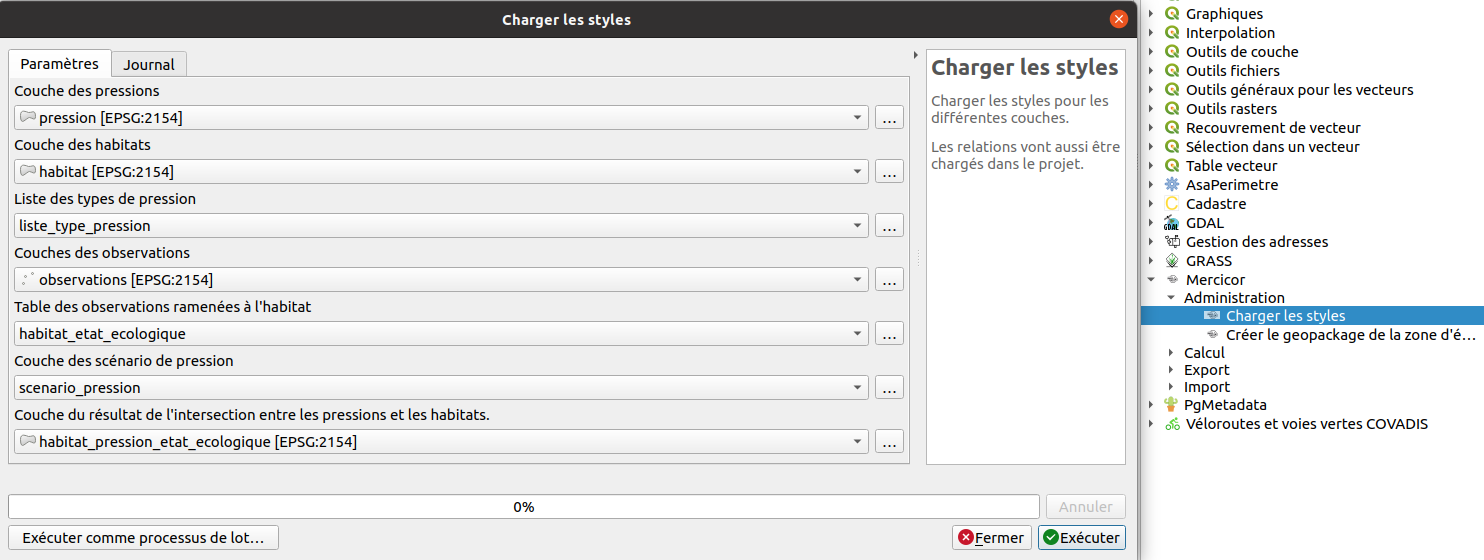 Charger les styles
Paramètres
Journal
Couche des pressions
pression [EPSG:2154]
...
Couche des habitats
habitat [EPSG:2154]
...
Liste des types de pression
liste_type_pression
...
Couches des observations
observations [EPSG:2154]
...
Table des observations ramenées à l'habitat
habitat_etat_ecologique
...
Couche des scénario de pression
scenario_pression
...
Couche du résultat de l'intersection entre les pressions et les habitats.
habitat_pression_etat_ecologique [EPSG:2154]
...
Charger les styles
Charger les styles pour les
différentes couches.
Les relations vont aussi être
chargés dans le projet.
0%
Annuler
Exécuter comme processus de lot...
Fermer
Exécuter
Graphiques
Interpolation
Outils de couche
Outils fichiers
Outils généraux pour les vecteurs
Outils rasters
Recouvrement de vecteur
Sélection dans un vecteur
Table vecteur
AsaPerimetre
Cadastre
GDAL
Gestion des adresses
GRASS
Mercicor
Administration
Charger les styles
Créer le geopackage de la zone d'é...
Calcul
Export
Import
PgMetadata
Véloroutes et voies vertes COVADIS